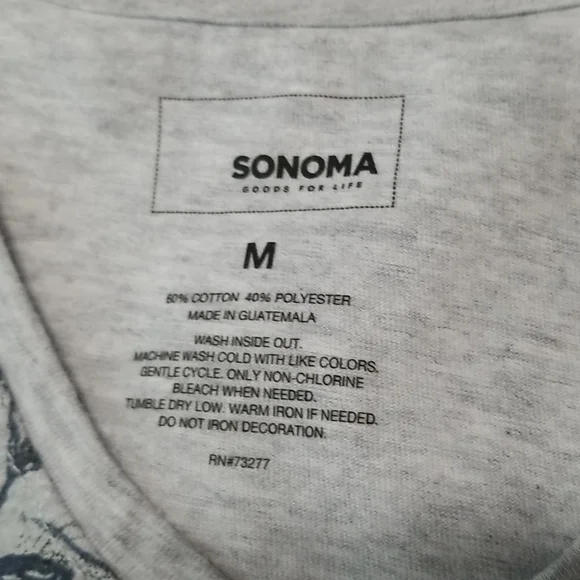 SONOMA
GOODS FOR LIFE
M
60% COTTON 40% POLYESTER
MADE IN GUATEMALA
WASH INSIDE OUT.
MACHINE WASH COLD WITH LIKE COLORS.
GENTLE CYCLE. ONLY NON-CHLORINE
BLEACH WHEN NEEDED.
TUMBLE DRY LOW. WARM IRON IF NEEDED.
DO NOT IRON DECORATION.
RN#73277